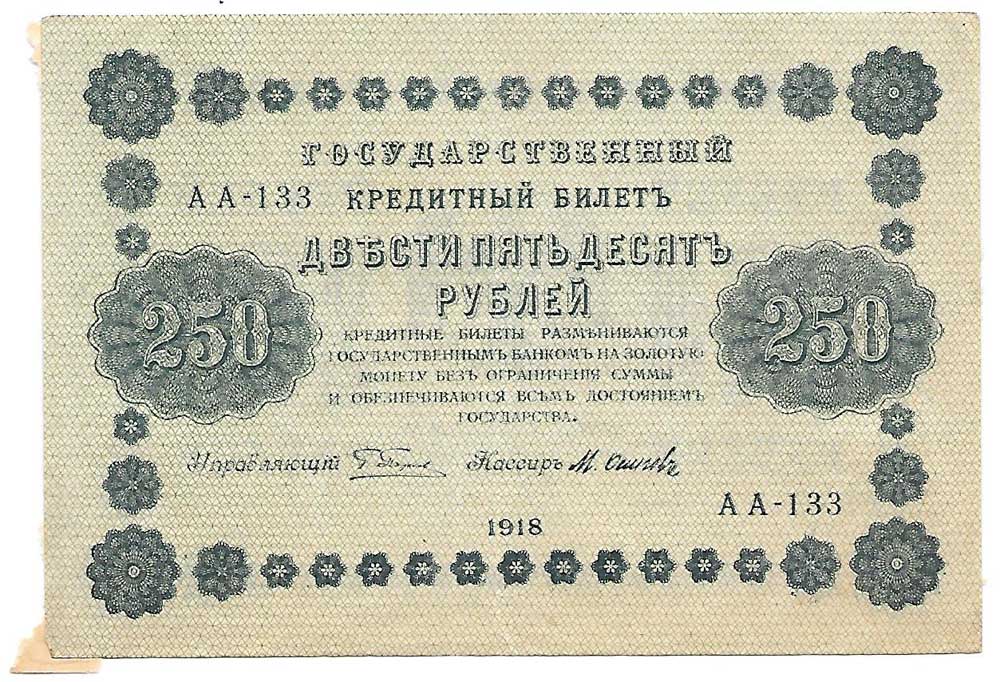 ГОСУДАРСТВЕННЫЙ
АА-133 КРЕДИТНЫЙ БИЛЕТЪ
ДВѢСТИ ПЯТЬДЕСЯТЪ
РУБЛЕЙ
250 250
КРЕДИТНЫЕ БИЛЕТЫ РАЗМѢНИВАЮТСЯ
ГОСУДАРСТВЕННЫМЪ БАНКОМЪ НА ЗОЛОТУЮ
МОНЕТУ БЕЗЪ ОГРАНИЧЕНІЯ СУММЫ
И ОБЕЗПЕЧИВАЮТСЯ ВСѢМЪ ДОСТОЯНІЕМЪ
ГОСУДАРСТВА.
Управляющій Кассиръ М.
АА-133
1918